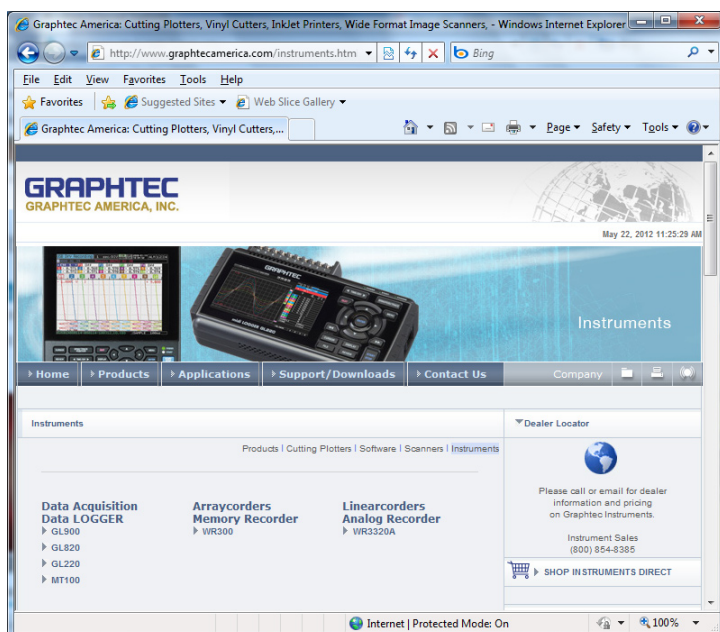 Graphtec America: Cutting Plotters, Vinyl Cutters, InkJet Printers, Wide Format Image Scanners, - Windows Internet Explorer
http://www.graphtecamerica.com/instruments.htm
Bing
File Edit View Favorites Tools Help
Favorites Suggested Sites Web Slice Gallery
Graphtec America: Cutting Plotters, Vinyl Cutters,...
Page Safety Tools
GRAPHTEC
GRAPHTEC AMERICA, INC.
May 22, 2012 11:25:29 AM
GRAPHTEC
Instruments
Home Products Applications Support/Downloads Contact Us Company
Instruments
Products | Cutting Plotters | Software | Scanners | Instruments
Data Acquisition
Data LOGGER
GL900
GL820
GL220
MT100
Arraycorders
Memory Recorder
WR300
Linearcorders
Analog Recorder
WR3320A
Dealer Locator
Please call or email for dealer
information and pricing
on Graphtec Instruments.
Instrument Sales
(800) 854-8385
SHOP INSTRUMENTS DIRECT
Internet | Protected Mode: On
100%